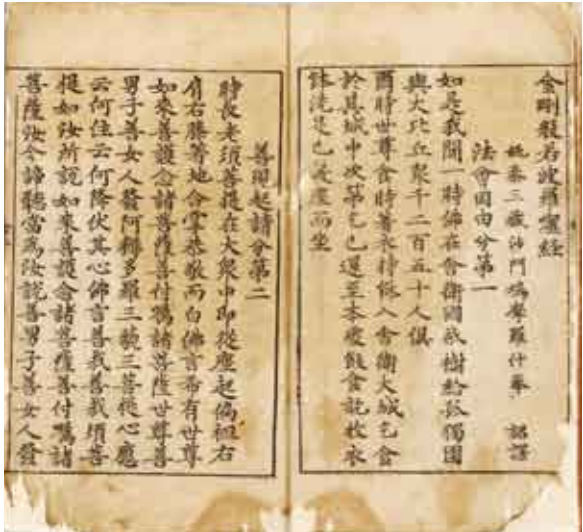 金剛般若波羅蜜経
姚秦三藏沙門鳩摩羅什奉 詔譯
法會因由分第一
如是我聞一時佛在舍衛國祇樹給孤獨園
與大比丘衆千二百五十人俱
爾時世尊食時著衣持鉢入舍衛大城乞食
於其城中次第乞已還至本處飯食訖收衣
鉢洗足已敷座而坐
善現起請分第二
時長老須菩提在大衆中即從座起偏袒右
肩右膝著地合掌恭敬而白佛言希有世尊
如來善護念諸菩薩善付囑諸菩薩世尊善
男子善女人發阿耨多羅三藐三菩提心應
云何住云何降伏其心佛言善哉善哉須菩
提如汝所說如來善護念諸菩薩善付囑諸
菩薩汝今諦聽當為汝說善男子善女人發